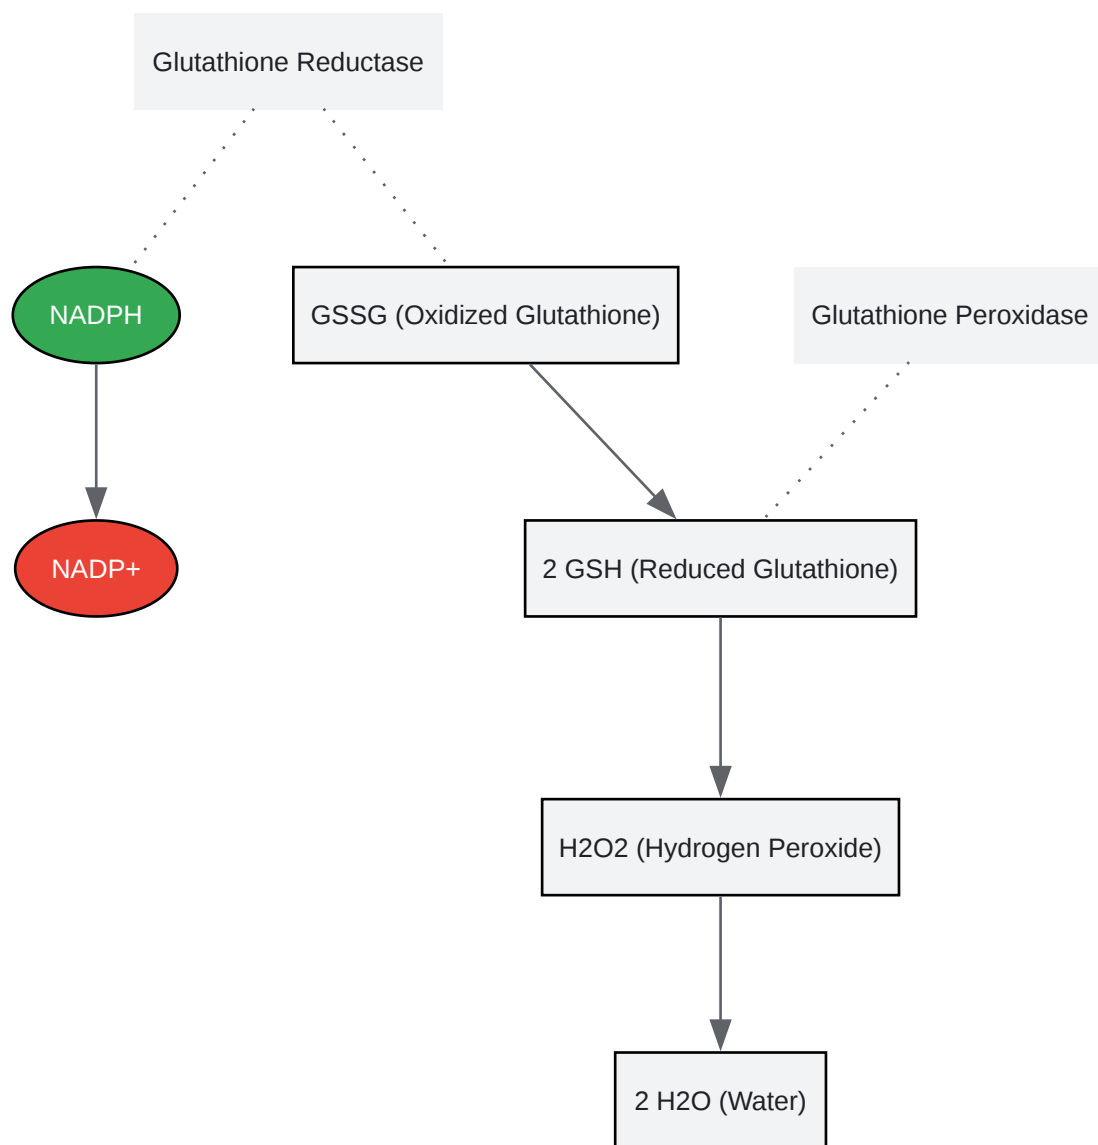 Glutathione Reductase
NADPH
GSSG (Oxidized Glutathione)
Glutathione Peroxidase
NADP+
2 GSH (Reduced Glutathione)
H2O2 (Hydrogen Peroxide)
2 H2O (Water)